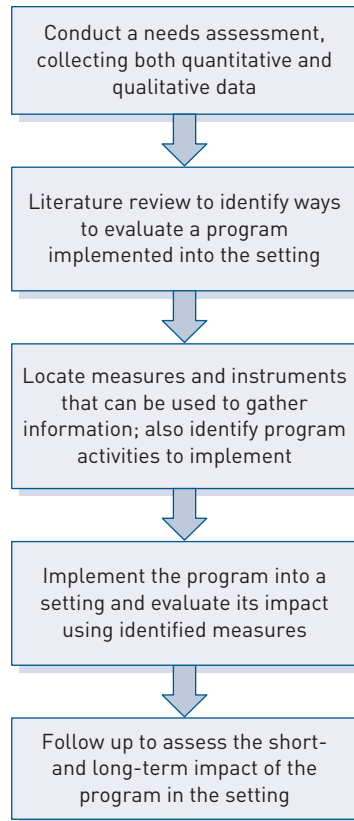 Conduct a needs assessment,
collecting both quantitative and
qualitative data
Literature review to identify ways
to evaluate a program
implemented into the setting
Locate measures and instruments
that can be used to gather
information; also identify program
activities to implement
Implement the program into a
setting and evaluate its impact
using identified measures
Follow up to assess the short-
and long-term impact of the
program in the setting